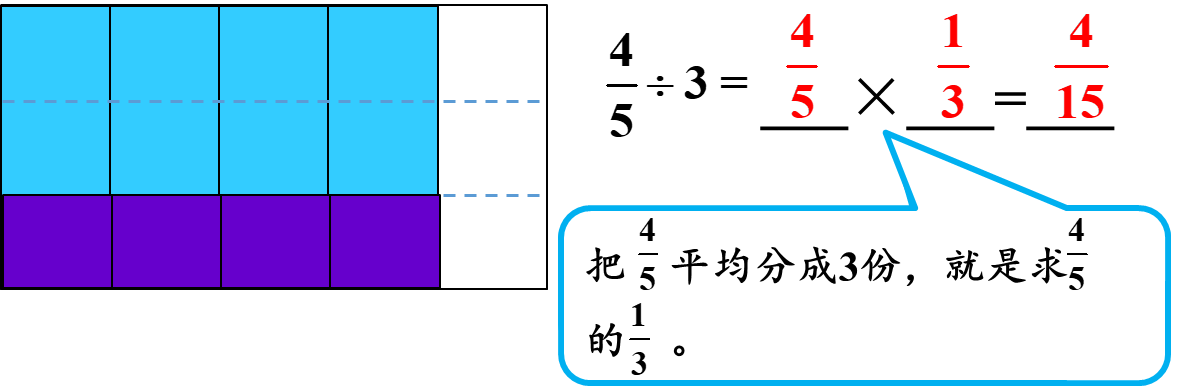 4/5 ÷ 3 = 4/5 × 1/3 = 4/15
把 4/5 平均分成3份，就是求 4/5
的 1/3 。